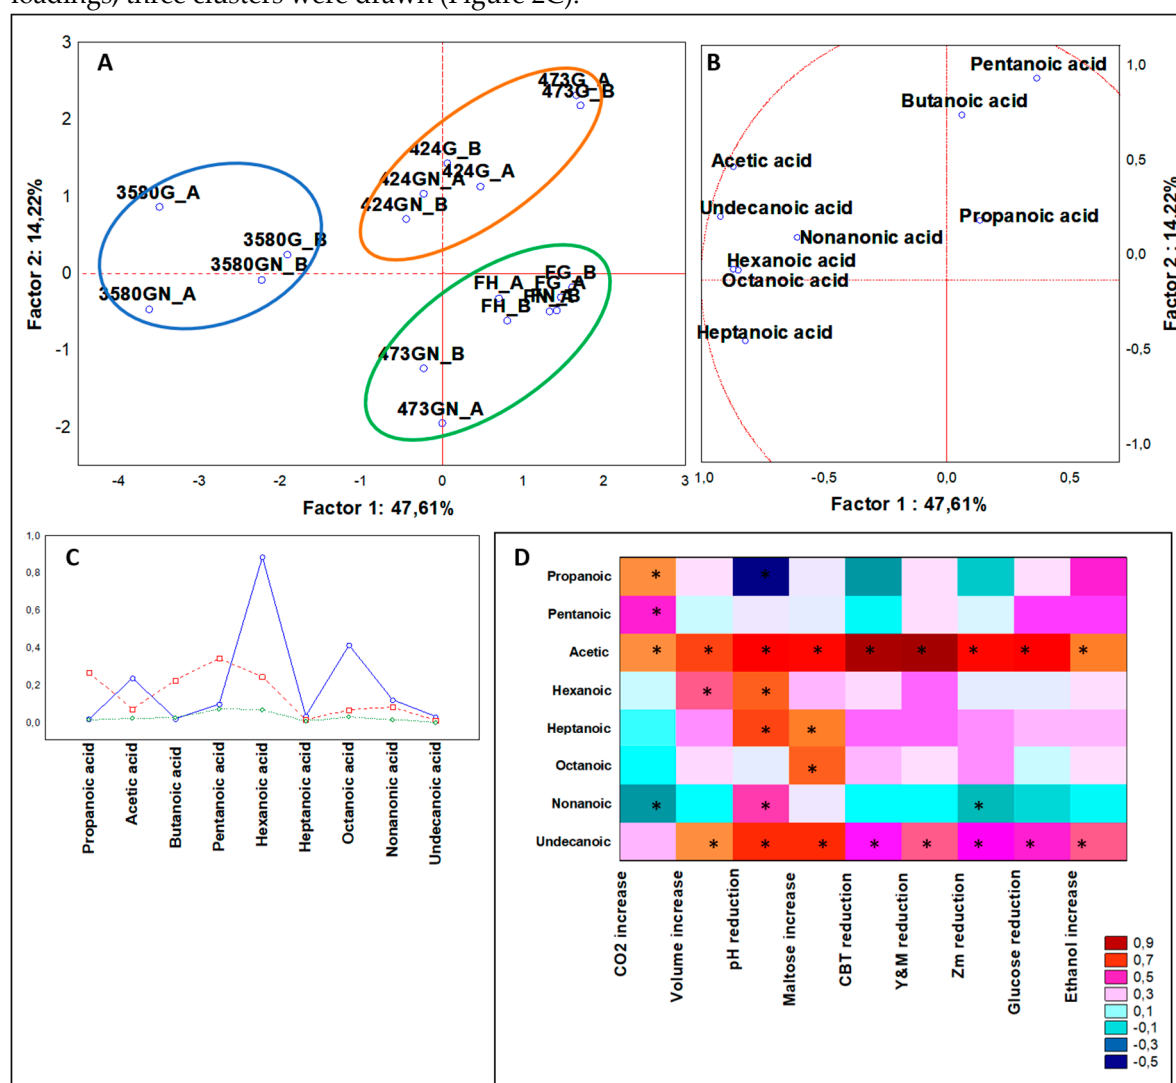 loadings, three clusters were drawn (Figure 2C).
A
3
2
1
0
-1
-2
-4
-3
-2
-1
0
1
2
3
Factor 2: 14,22%
Factor 1: 47,61%
473G_A
473G_B
424G_B
424G_A
424GN_A
424GN_B
3580G_A
3580G_B
3580GN_B
3580GN_A
FG_B
FH_A
FG_A
FH_B
473GN_B
473GN_A
B
Pentanoic acid
Butanoic acid
Acetic acid
Undecanoic acid
Propanoic acid
Nonanonic acid
Hexanoic acid
Octanoic acid
Heptanoic acid
1,0
0,5
0,0
-0,5
-1,0
1,0
-0,5
0,0
0,5
Factor 1 : 47,61%
Factor 2 : 14,22%
C
1,0
0,8
0,6
0,4
0,2
0,0
Propanoic acid
Acetic acid
Butanoic acid
Pentanoic acid
Hexanoic acid
Heptanoic acid
Octanoic acid
Nonanonic acid
Undecanoic acid
D
Propanoic
Pentanoic
Acetic
Hexanoic
Heptanoic
Octanoic
Nonanoic
Undecanoic
CO2 increase
Volume increase
pH reduction
Maltose increase
CBT reduction
Y&M reduction
Zm reduction
Glucose reduction
Ethanol increase
0,9
0,7
0,5
0,3
0,1
-0,1
-0,3
-0,5